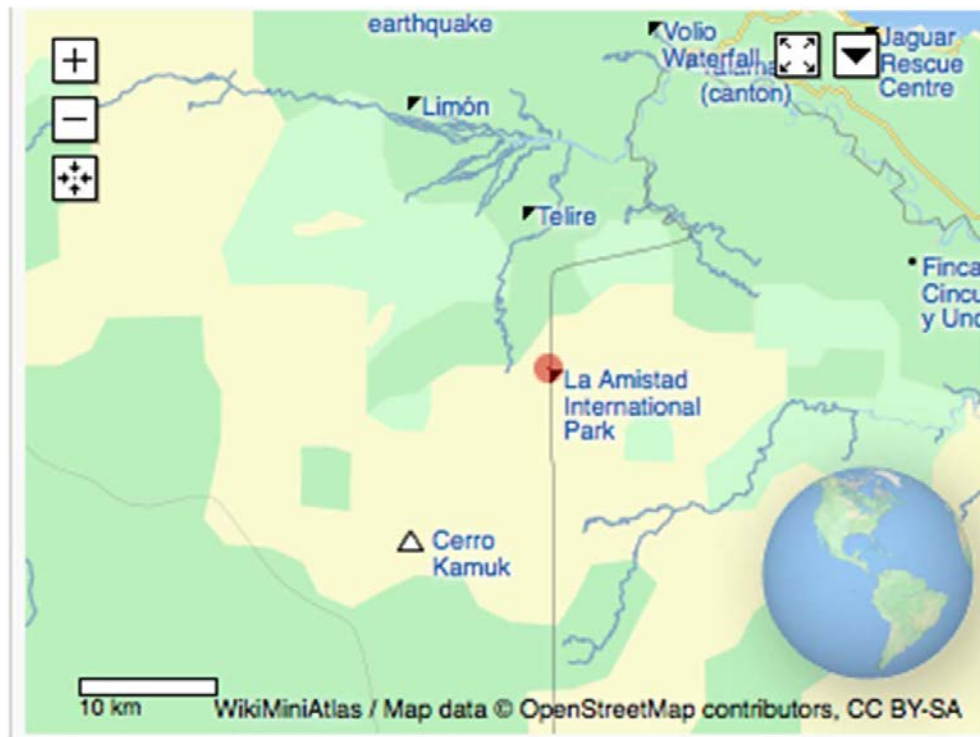 earthquake
Volio
Waterfall
(canton)
Jaguar
Rescue
Centre
Limón
Telire
Finca
Cinc
y Und
La Amistad
International
Park
Cerro
Kamuk
10 km
WikiMiniAtlas / Map data © OpenStreetMap contributors, CC BY-SA